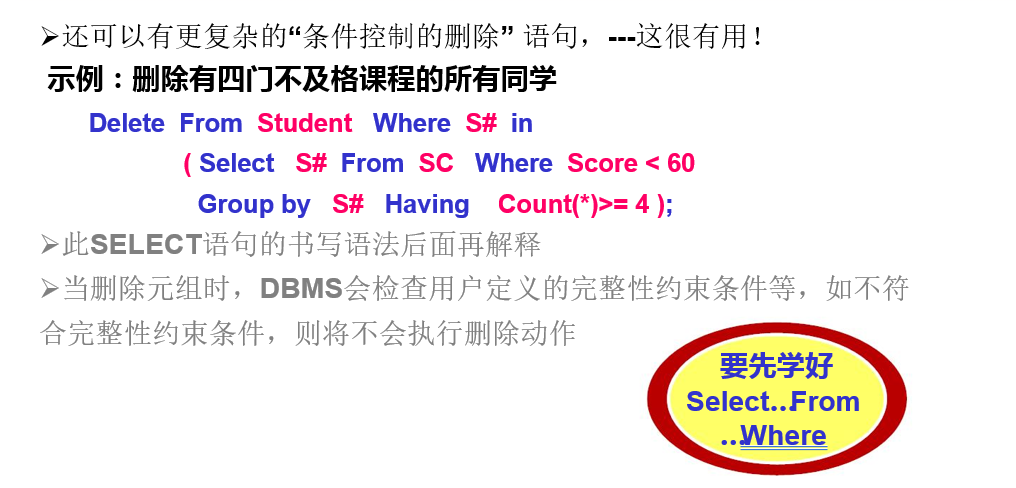 ➢还可以有更复杂的“条件控制的删除” 语句，---这很有用！
示例：删除有四门不及格课程的所有同学
Delete From Student Where S# in
( Select S# From SC Where Score < 60
Group by S# Having Count(*)>= 4 );
➢此SELECT语句的书写语法后面再解释
➢当删除元组时，DBMS会检查用户定义的完整性约束条件等，如不符
合完整性约束条件，则将不会执行删除动作
要先学好
Select…From
…Where